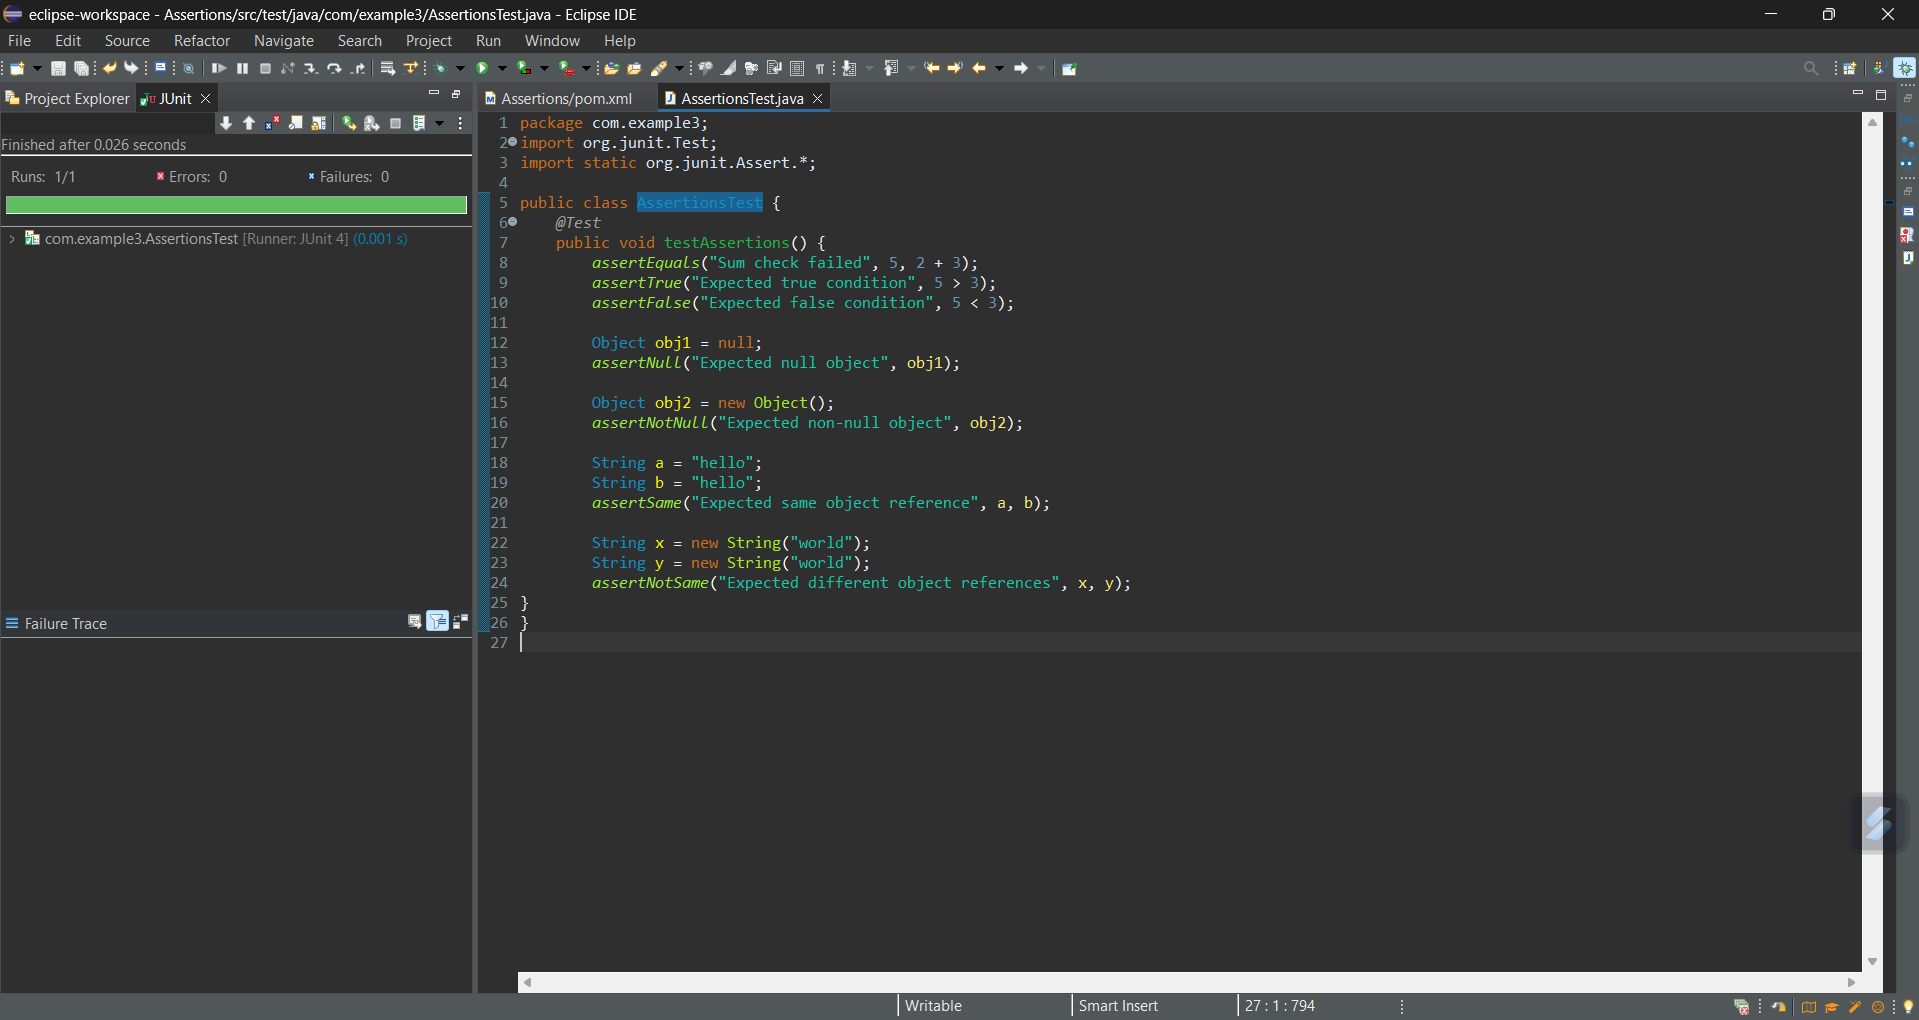 eclipse-workspace - Assertions/src/test/java/com/example3/AssertionsTest.java - Eclipse IDE
File Edit Source Refactor Navigate Search Project Run Window Help
Project Explorer JUnit
Finished after 0.026 seconds
Runs: 1/1 Errors: 0 Failures: 0
com.example3.AssertionsTest [Runner: JUnit 4] (0.001 s)
Failure Trace
Assertions/pom.xml AssertionsTest.java
1 package com.example3;
2 import org.junit.Test;
3 import static org.junit.Assert.*;
4
5 public class AssertionsTest {
6 @Test
7 public void testAssertions() {
8 assertEquals("Sum check failed", 5, 2 + 3);
9 assertTrue("Expected true condition", 5 > 3);
10 assertFalse("Expected false condition", 5 < 3);
11
12 Object obj1 = null;
13 assertNull("Expected null object", obj1);
14
15 Object obj2 = new Object();
16 assertNotNull("Expected non-null object", obj2);
17
18 String a = "hello";
19 String b = "hello";
20 assertSame("Expected same object reference", a, b);
21
22 String x = new String("world");
23 String y = new String("world");
24 assertNotSame("Expected different object references", x, y);
25 }
26 }
27
Writable Smart Insert 27 : 1 : 794